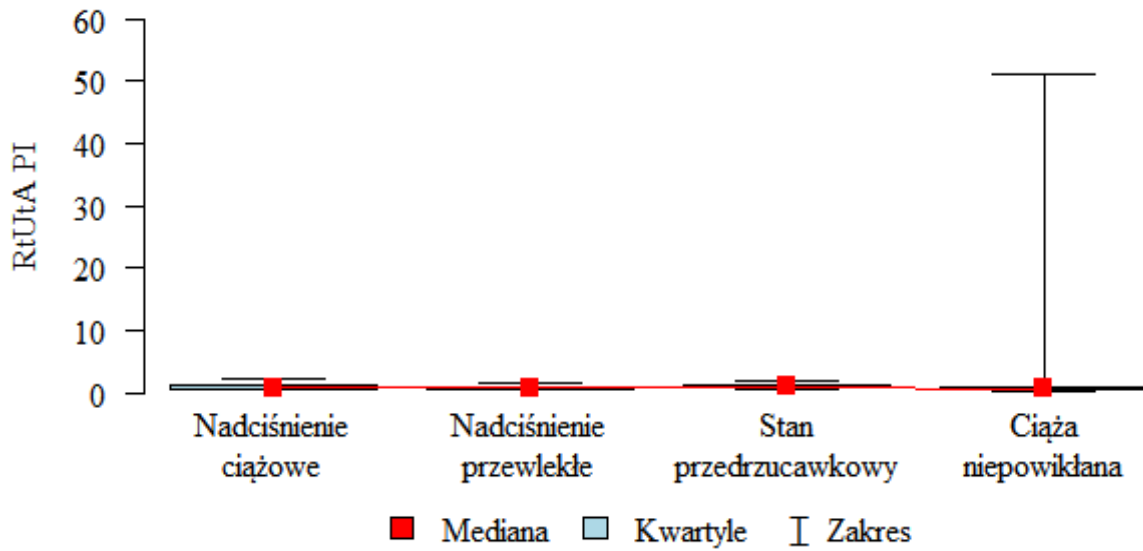 60
50
40
30
20
10
0
RtUtA PI
Nadciśnienie ciążowe
Nadciśnienie przewlekłe
Stan przedrzucawkowy
Ciąża niepowikłana
Mediana Kwartyle Zakres